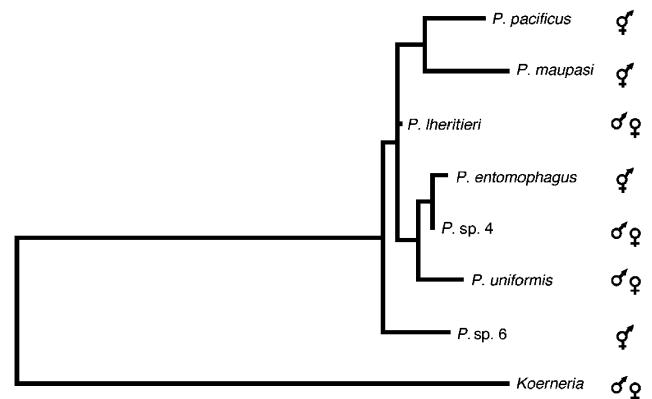 P. pacificus ⚥
P. maupasi ⚥
P. lheritieri ♂♀
P. entomophagus ⚥
P. sp. 4 ♂♀
P. uniformis ♂♀
P. sp. 6 ⚥
Koerneria ♂♀